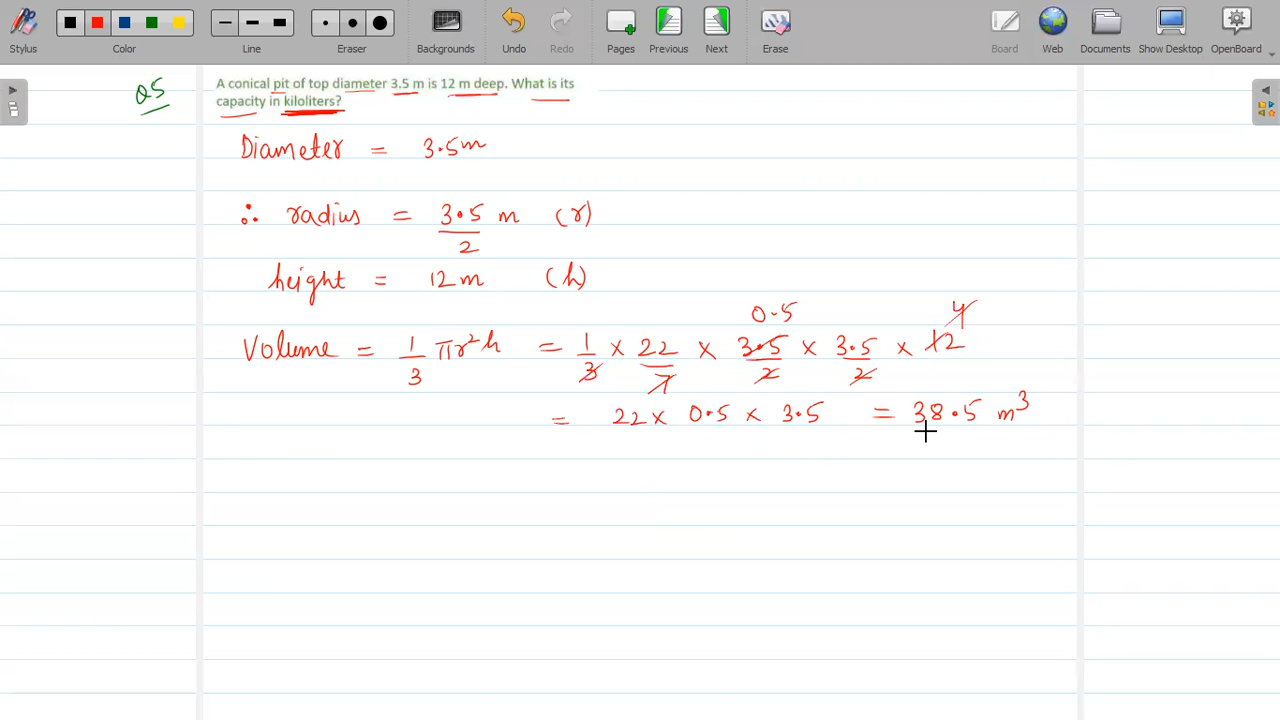 Stylus Color Line Eraser Backgrounds Undo Redo Pages Previous Next Erase Board Web Documents Show Desktop OpenBoard
Q5
A conical pit of top diameter 3.5 m is 12 m deep. What is its
capacity in kiloliters?
Diameter = 3.5m
∴ radius = 3.5/2 m (r)
height = 12m (h)
0.5 4
Volume = 1/3 πr²h = 1/3 × 22/7 × 3.5/2 × 3.5/2 × 12
= 22 × 0.5 × 3.5 = 38.5 m³